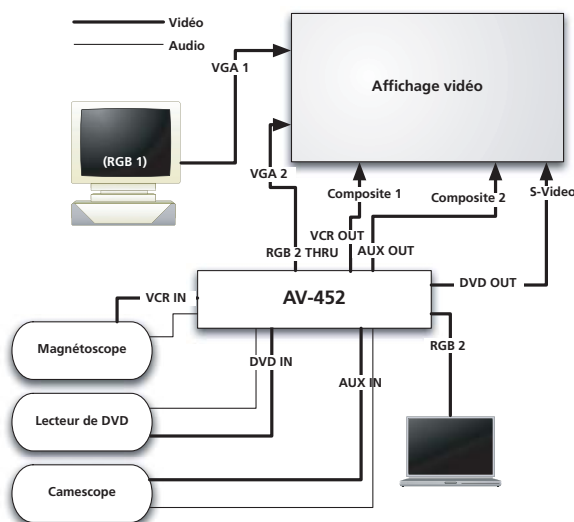 Vidéo
Audio
VGA 1
Affichage vidéo
(RGB 1)
VGA 2
Composite 1
Composite 2
S-Video
VCR OUT
RGB 2 THRU
AUX OUT
VCR IN
AV-452
DVD OUT
Magnétoscope
DVD IN
RGB 2
AUX IN
Lecteur de DVD
Camescope